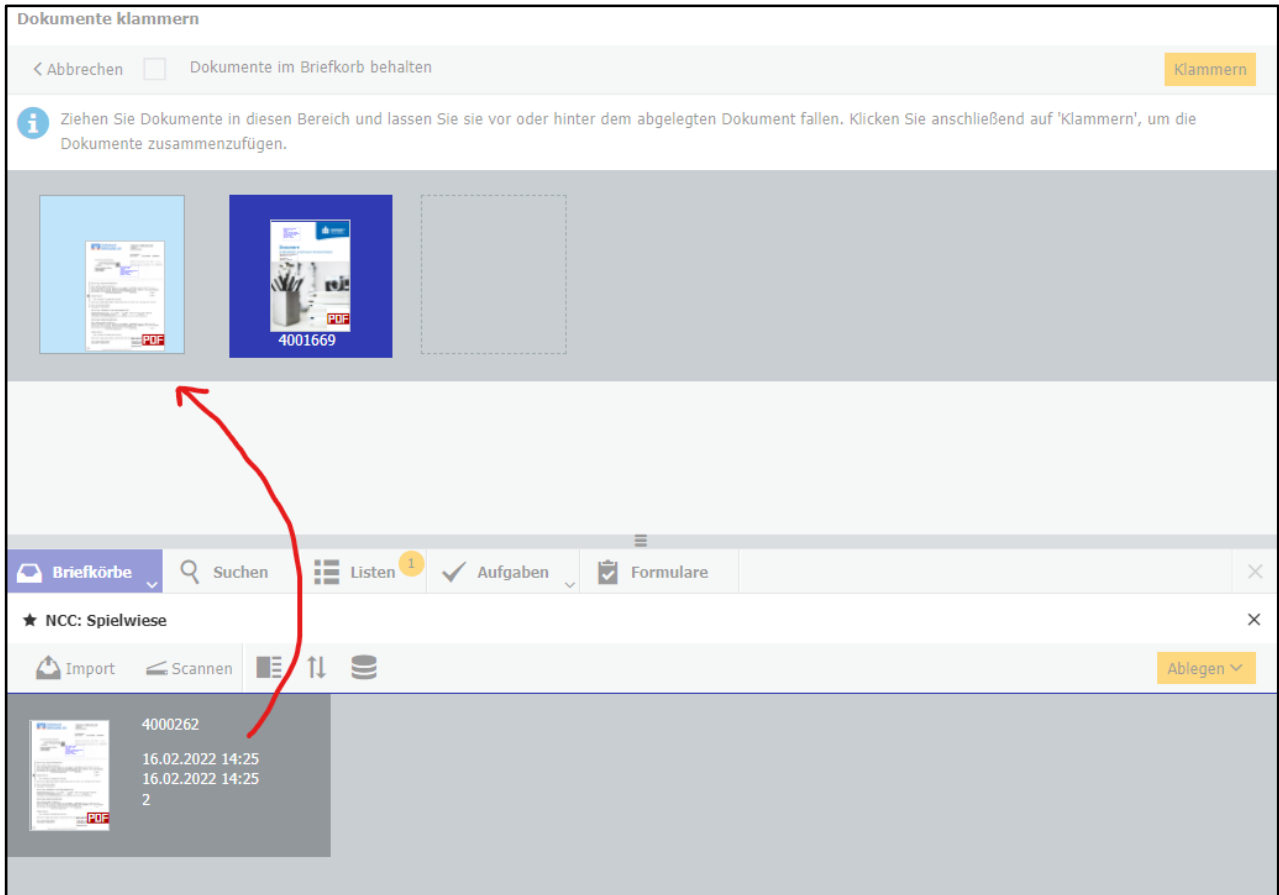 Dokumente klammern
Abbrechen Dokumente im Briefkorb behalten Klammern
Ziehen Sie Dokumente in diesen Bereich und lassen Sie sie vor oder hinter dem abgelegten Dokument fallen. Klicken Sie anschließend auf 'Klammern', um die
Dokumente zusammenzufügen.
PDF
PDF
4001669
Briefkörbe Suchen Listen 1 Aufgaben Formulare
NCC: Spielwiese
Import Scannen Ablegen
4000262
16.02.2022 14:25
16.02.2022 14:25
2
PDF